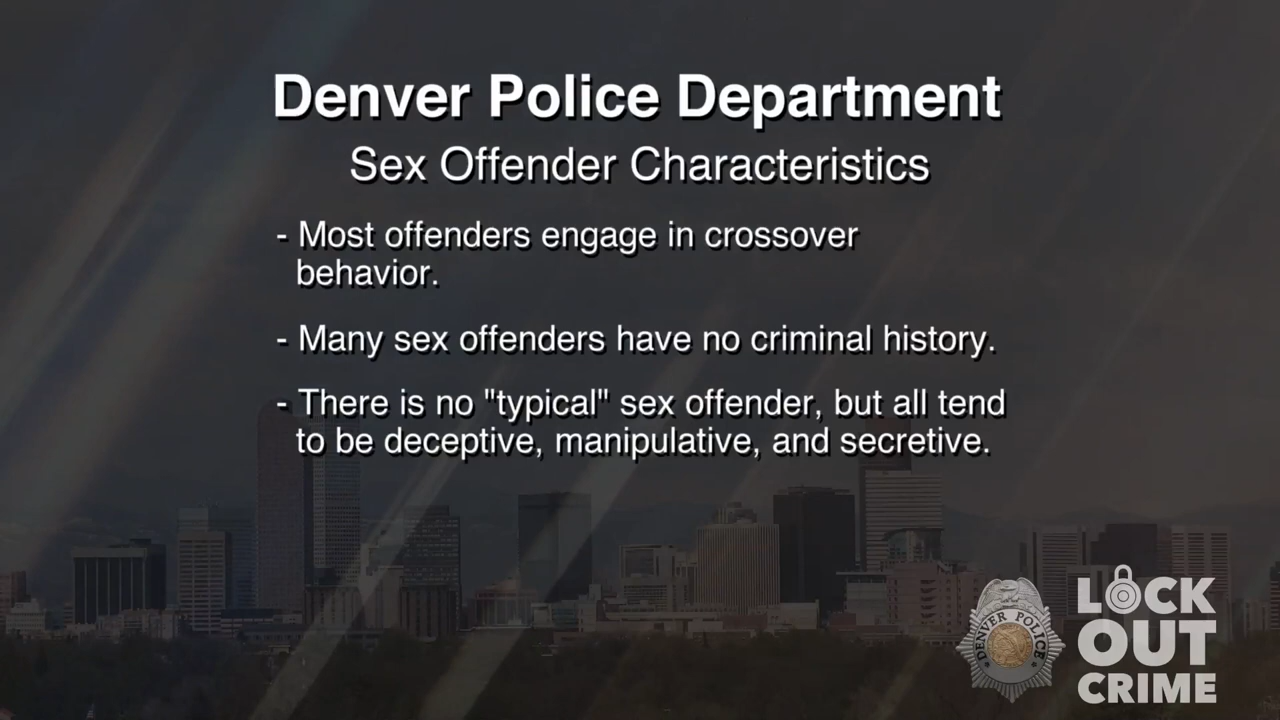 Denver Police Department
Sex Offender Characteristics
- Most offenders engage in crossover
behavior.
- Many sex offenders have no criminal history.
- There is no "typical" sex offender, but all tend
to be deceptive, manipulative, and secretive.
DENVER POLICE
LOCK
OUT
CRIME